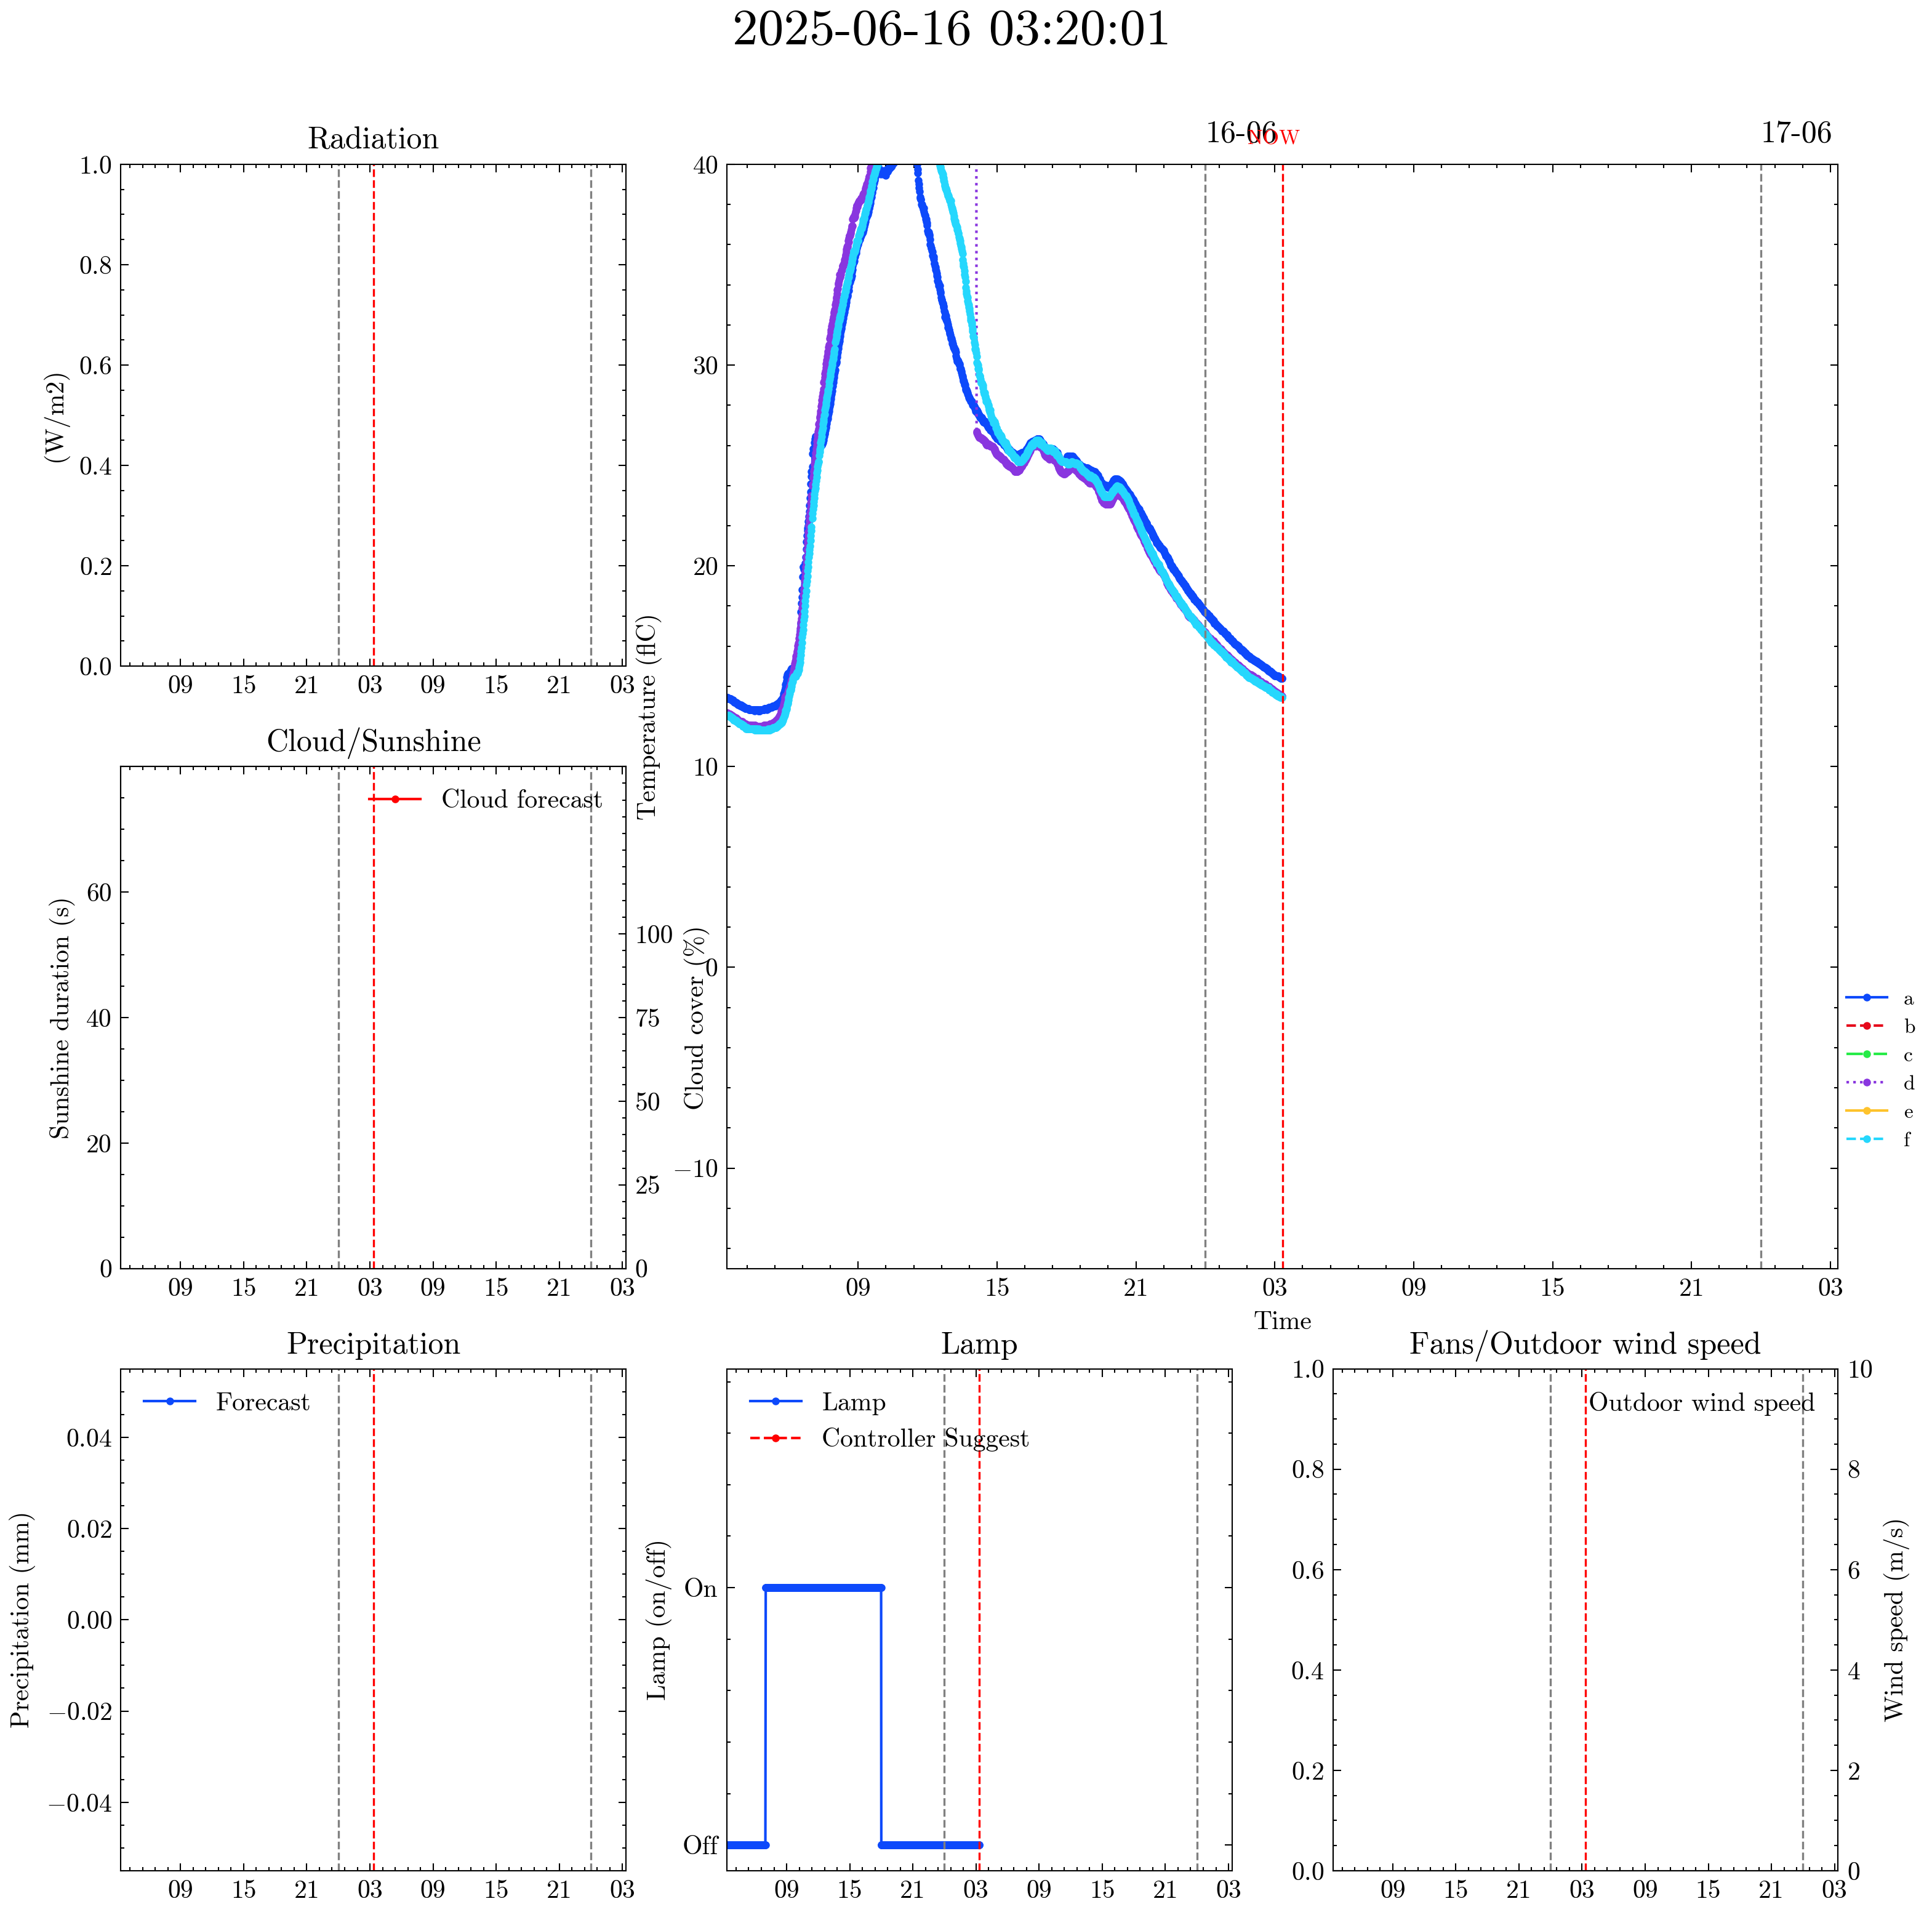 2025-06-16 03:20:01
Radiation
(W/m2)
1.0
0.8
0.6
0.4
0.2
0.0
09 15 21 03 09 15 21 03
16-06
NOW
17-06
Temperature (flC)
40
30
20
10
0
−10
09 15 21 03 09 15 21 03
Time
a
b
c
d
e
f
Cloud/Sunshine
Cloud forecast
Sunshine duration (s)
60
40
20
0
Cloud cover (%)
100
75
50
25
0
09 15 21 03 09 15 21 03
Precipitation
Forecast
Precipitation (mm)
0.04
0.02
0.00
−0.02
−0.04
09 15 21 03 09 15 21 03
Lamp
Lamp
Controller Suggest
Lamp (on/off)
On
Off
09 15 21 03 09 15 21 03
Fans/Outdoor wind speed
Outdoor wind speed
1.0
0.8
0.6
0.4
0.2
0.0
Wind speed (m/s)
10
8
6
4
2
0
09 15 21 03 09 15 21 03